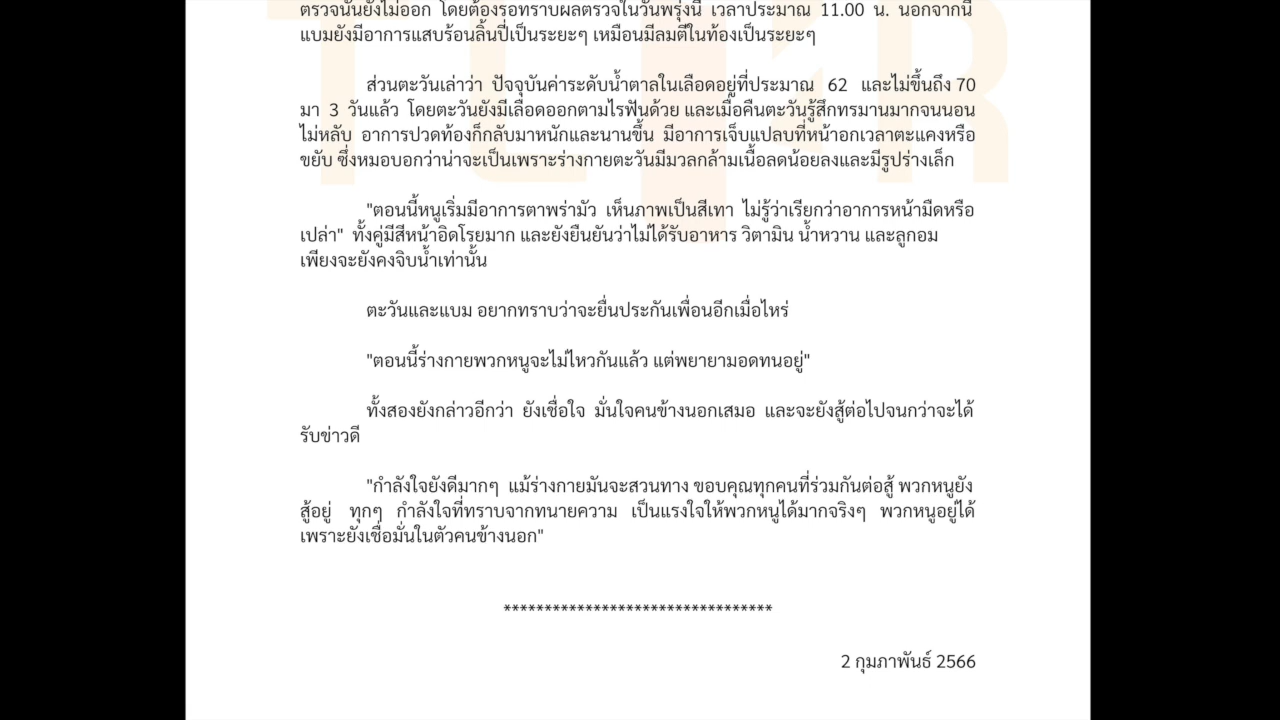 ตรวจนั้นยังไม่ออก โดยต้องรอทราบผลตรวจในวันพรุ่งนี้ เวลาประมาณ 11.00 น. นอกจากนี้
แบมยังมีอาการแสบร้อนลิ้นปี่เป็นระยะๆ เหมือนมีลมตีในท้องเป็นระยะๆ
ส่วนตะวันเล่าว่า ปัจจุบันค่าระดับน้ำตาลในเลือดอยู่ที่ประมาณ 62 และไม่ขึ้นถึง 70
มา 3 วันแล้ว โดยตะวันยังมีเลือดออกตามไรฟันด้วย และเมื่อคืนตะวันรู้สึกทรมานมากจนนอน
ไม่หลับ อาการปวดท้องก็กลับมาหนักและนานขึ้น มีอาการเจ็บแปลบที่หน้าอกเวลาตะแคงหรือ
ขยับ ซึ่งหมอบอกว่าน่าจะเป็นเพราะร่างกายตะวันมีมวลกล้ามเนื้อลดน้อยลงและมีรูปร่างเล็ก
"ตอนนี้หนูเริ่มมีอาการตาพร่ามัว เห็นภาพเป็นสีเทา ไม่รู้ว่าเรียกว่าอาการหน้ามืดหรือ
เปล่า" ทั้งคู่มีสีหน้าอิดโรยมาก และยังยืนยันว่าไม่ได้รับอาหาร วิตามิน น้ำหวาน และลูกอม
เพียงจะยังคงจิบน้ำเท่านั้น
ตะวันและแบม อยากทราบว่าจะยื่นประกันเพื่อนอีกเมื่อไหร่
"ตอนนี้ร่างกายพวกหนูจะไม่ไหวกันแล้ว แต่พยายามอดทนอยู่"
ทั้งสองยังกล่าวอีกว่า ยังเชื่อใจ มั่นใจคนข้างนอกเสมอ และจะยังสู้ต่อไปจนกว่าจะได้
รับข่าวดี
"กำลังใจยังดีมากๆ แม้ร่างกายมันจะสวนทาง ขอบคุณทุกคนที่ร่วมกันต่อสู้ พวกหนูยัง
สู้อยู่ ทุกๆ กำลังใจที่ทราบจากทนายความ เป็นแรงใจให้พวกหนูได้มากจริงๆ พวกหนูอยู่ได้
เพราะยังเชื่อมั่นในตัวคนข้างนอก"
*********************************
2 กุมภาพันธ์ 2566